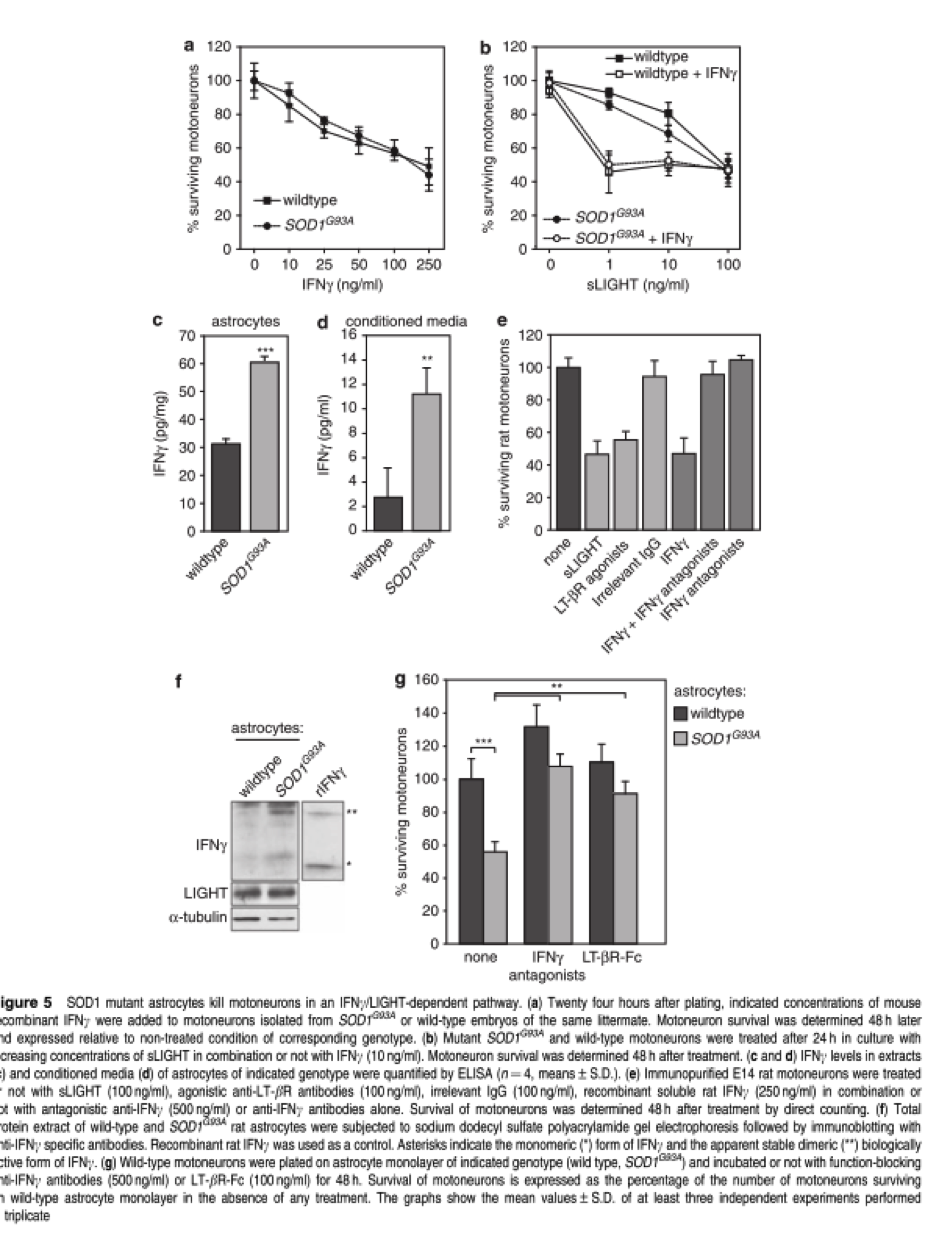 a
120
100
80
60
40
20
0
% surviving motoneurons
wildtype
SOD1G93A
0 10 25 50 100 250
IFNγ (ng/ml)
b
120
100
80
60
40
20
0
% surviving motoneurons
wildtype
wildtype + IFNγ
SOD1G93A
SOD1G93A + IFNγ
0 1 10 100
sLIGHT (ng/ml)
c astrocytes
70
60
50
40
30
20
10
0
IFNγ (pg/mg)
***
wildtype
SOD1G93A
d conditioned media
16
14
12
10
8
6
4
2
0
IFNγ (pg/ml)
**
wildtype
SOD1G93A
e
120
100
80
60
40
20
0
% surviving rat motoneurons
none
sLIGHT
LT-βR agonists
Irrelevant IgG
IFNγ
IFNγ + IFNγ antagonists
IFNγ antagonists
f
astrocytes:
wildtype
SOD1G93A
rIFNγ
**
IFNγ
*
LIGHT
α-tubulin
g
160
140
120
100
80
60
40
20
0
% surviving motoneurons
**
***
astrocytes:
wildtype
SOD1G93A
none IFNγ LT-βR-Fc
antagonists
igure 5 SOD1 mutant astrocytes kill motoneurons in an IFNγ/LIGHT-dependent pathway. (a) Twenty four hours after plating, indicated concentrations of mouse
ecombinant IFNγ were added to motoneurons isolated from SOD1G93A or wild-type embryos of the same littermate. Motoneuron survival was determined 48 h later
nd expressed relative to non-treated condition of corresponding genotype. (b) Mutant SOD1G93A and wild-type motoneurons were treated after 24 h in culture with
creasing concentrations of sLIGHT in combination or not with IFNγ (10 ng/ml). Motoneuron survival was determined 48 h after treatment. (c and d) IFNγ levels in extracts
c) and conditioned media (d) of astrocytes of indicated genotype were quantified by ELISA (n = 4, means ± S.D.). (e) Immunopurified E14 rat motoneurons were treated
r not with sLIGHT (100 ng/ml), agonistic anti-LT-βR antibodies (100 ng/ml), irrelevant IgG (100 ng/ml), recombinant soluble rat IFNγ (250 ng/ml) in combination or
ot with antagonistic anti-IFNγ (500 ng/ml) or anti-IFNγ antibodies alone. Survival of motoneurons was determined 48 h after treatment by direct counting. (f) Total
rotein extract of wild-type and SOD1G93A rat astrocytes were subjected to sodium dodecyl sulfate polyacrylamide gel electrophoresis followed by immunoblotting with
nti-IFNγ specific antibodies. Recombinant rat IFNγ was used as a control. Asterisks indicate the monomeric (*) form of IFNγ and the apparent stable dimeric (**) biologically
ctive form of IFNγ. (g) Wild-type motoneurons were plated on astrocyte monolayer of indicated genotype (wild type, SOD1G93A) and incubated or not with function-blocking
nti-IFNγ antibodies (500 ng/ml) or LT-βR-Fc (100 ng/ml) for 48 h. Survival of motoneurons is expressed as the percentage of the number of motoneurons surviving
n wild-type astrocyte monolayer in the absence of any treatment. The graphs show the mean values ± S.D. of at least three independent experiments performed
triplicate